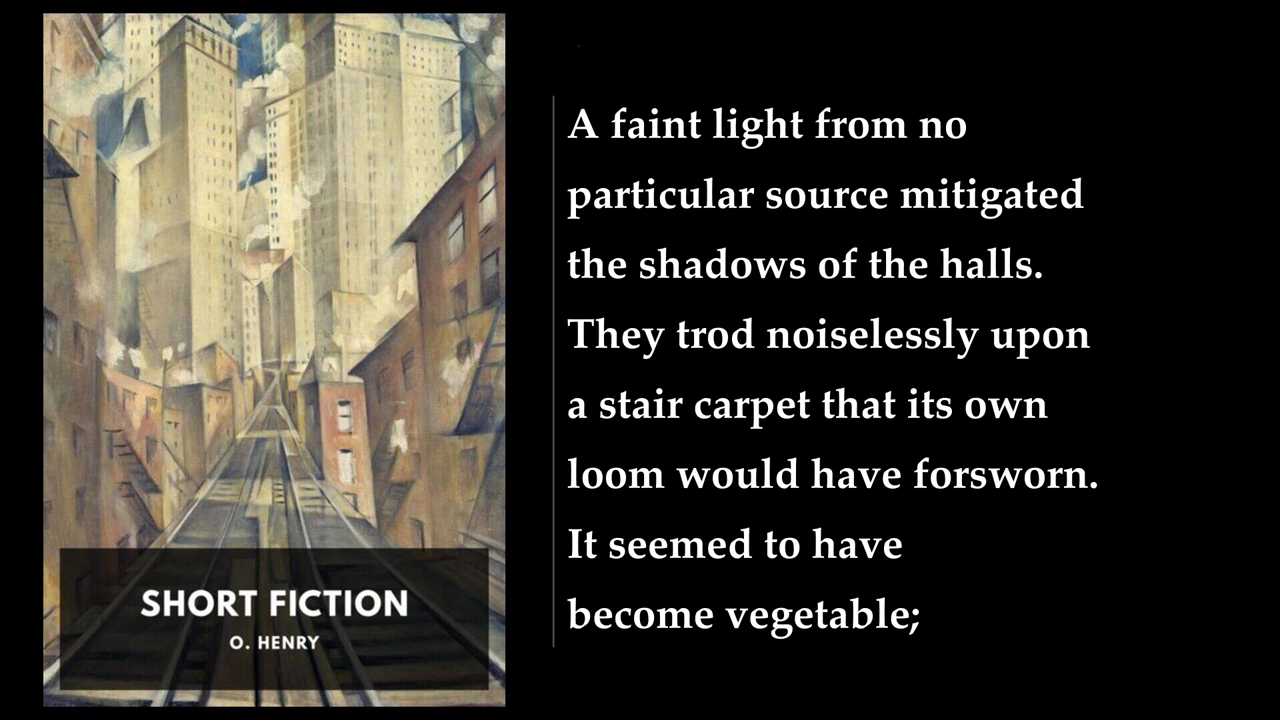 SHORT FICTION
O. HENRY
A faint light from no
particular source mitigated
the shadows of the halls.
They trod noiselessly upon
a stair carpet that its own
loom would have forsworn.
It seemed to have
become vegetable;